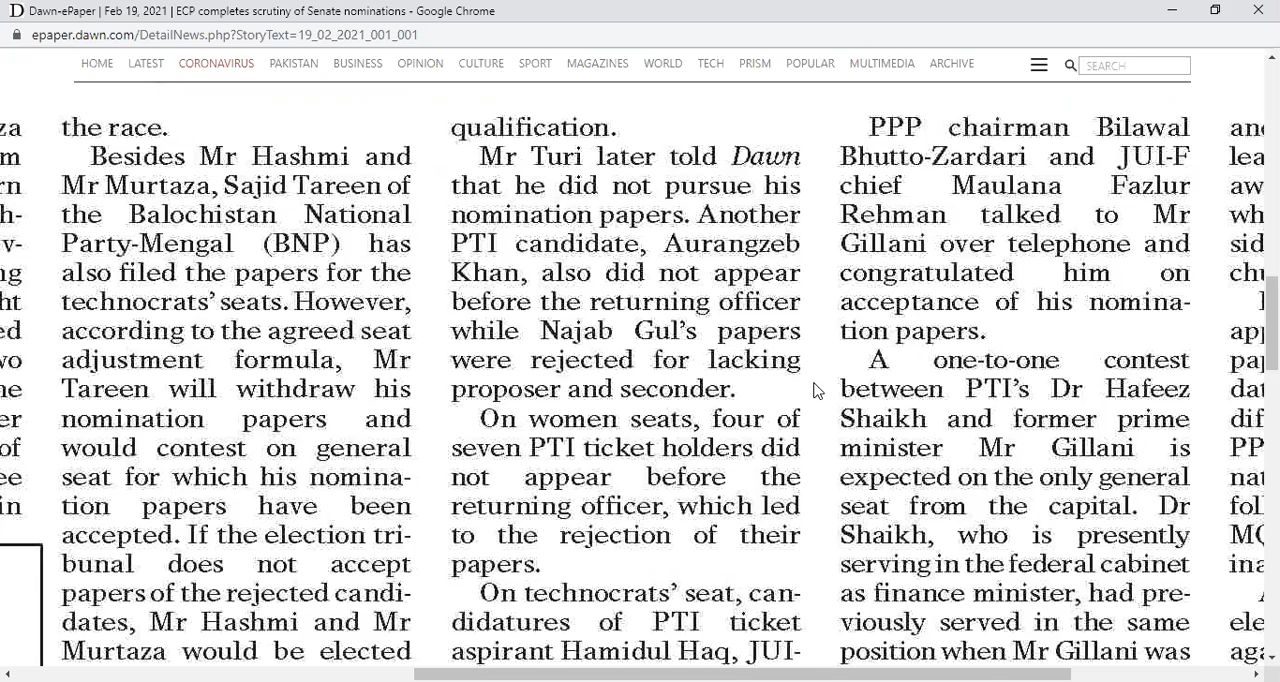 Dawn-ePaper | Feb 19, 2021 | ECP completes scrutiny of Senate nominations - Google Chrome
epaper.dawn.com/DetailNews.php?StoryText=19_02_2021_001_001
HOME LATEST CORONAVIRUS PAKISTAN BUSINESS OPINION CULTURE SPORT MAGAZINES WORLD TECH PRISM POPULAR MULTIMEDIA ARCHIVE SEARCH
the race.
Besides Mr Hashmi and
Mr Murtaza, Sajid Tareen of
the Balochistan National
Party-Mengal (BNP) has
also filed the papers for the
technocrats' seats. However,
according to the agreed seat
adjustment formula, Mr
Tareen will withdraw his
nomination papers and
would contest on general
seat for which his nomina-
tion papers have been
accepted. If the election tri-
bunal does not accept
papers of the rejected candi-
dates, Mr Hashmi and Mr
Murtaza would be elected
qualification.
Mr Turi later told Dawn
that he did not pursue his
nomination papers. Another
PTI candidate, Aurangzeb
Khan, also did not appear
before the returning officer
while Najab Gul's papers
were rejected for lacking
proposer and seconder.
On women seats, four of
seven PTI ticket holders did
not appear before the
returning officer, which led
to the rejection of their
papers.
On technocrats' seat, can-
didatures of PTI ticket
aspirant Hamidul Haq, JUI-
PPP chairman Bilawal
Bhutto-Zardari and JUI-F
chief Maulana Fazlur
Rehman talked to Mr
Gillani over telephone and
congratulated him on
acceptance of his nomina-
tion papers.
A one-to-one contest
between PTI's Dr Hafeez
Shaikh and former prime
minister Mr Gillani is
expected on the only general
seat from the capital. Dr
Shaikh, who is presently
serving in the federal cabinet
as finance minister, had pre-
viously served in the same
position when Mr Gillani was